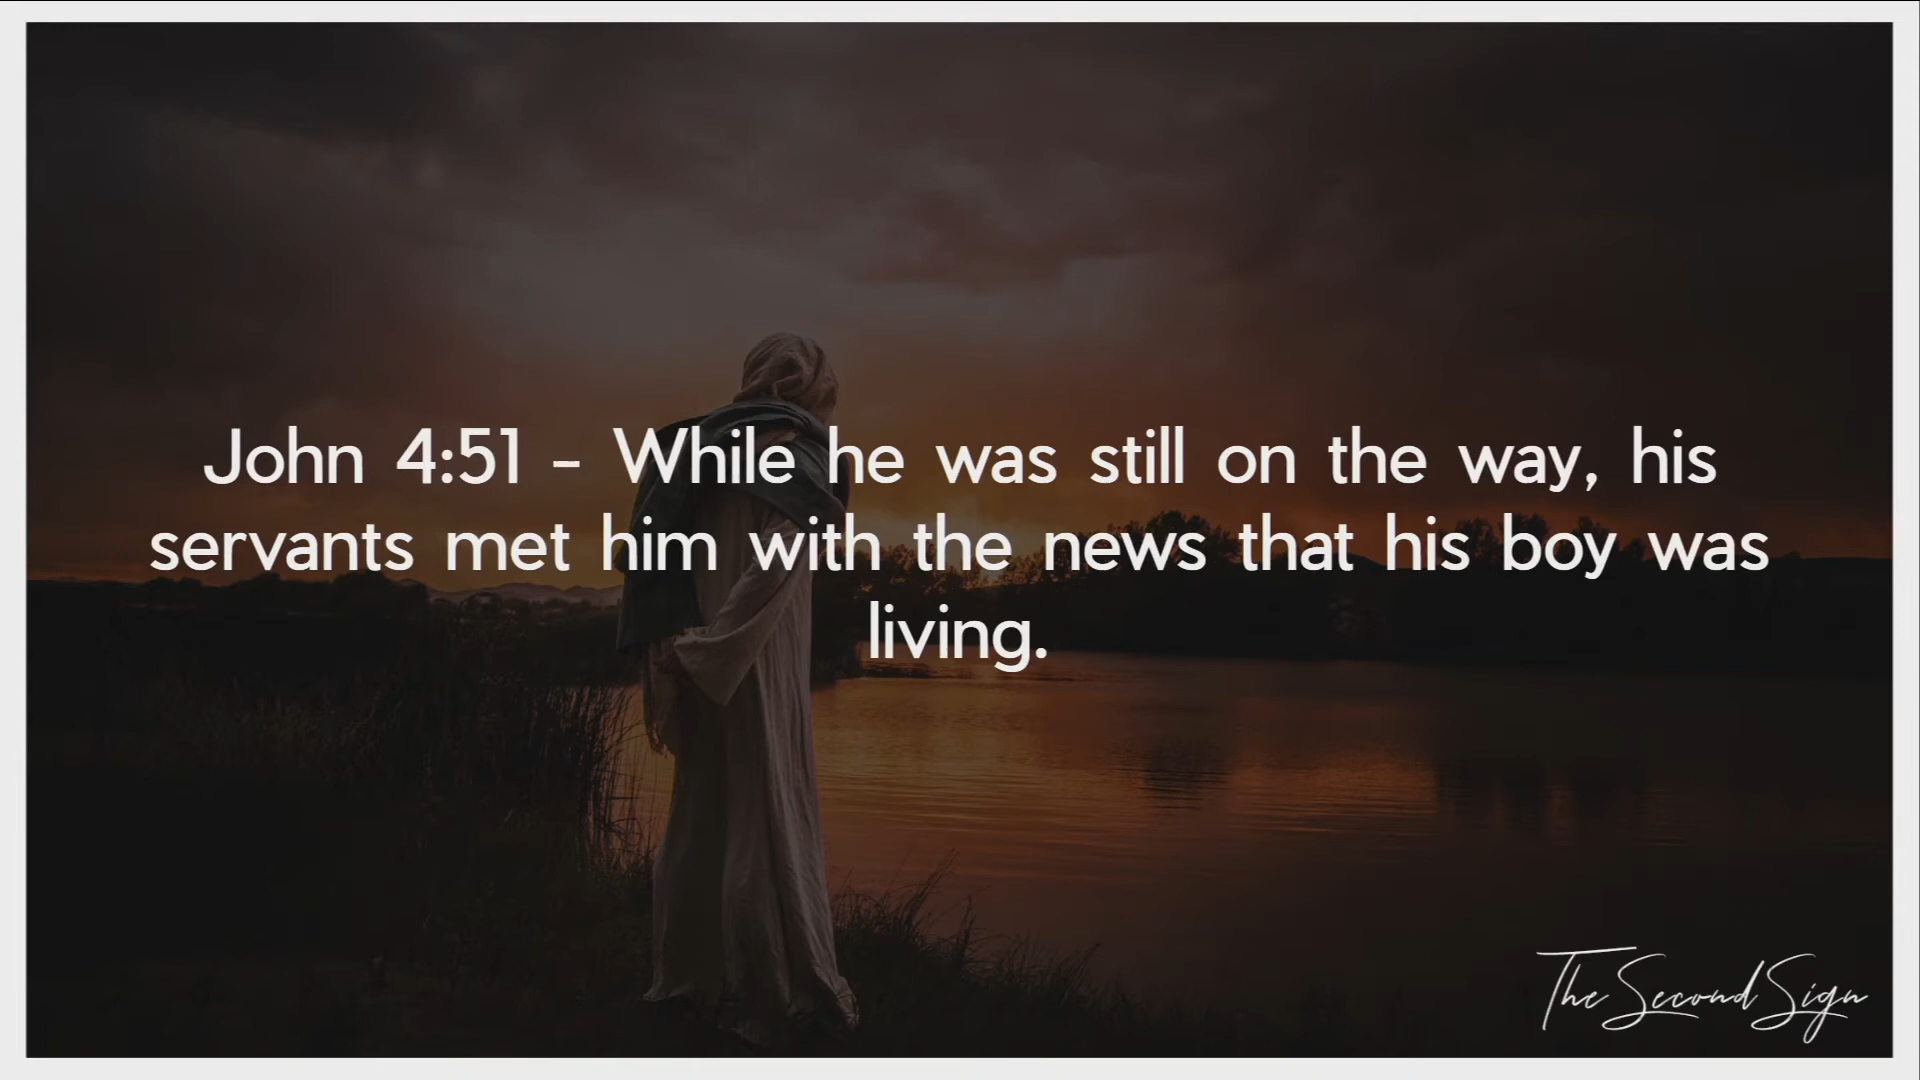 John 4:51 - While he was still on the way, his
servants met him with the news that his boy was
living.
The Second Sign